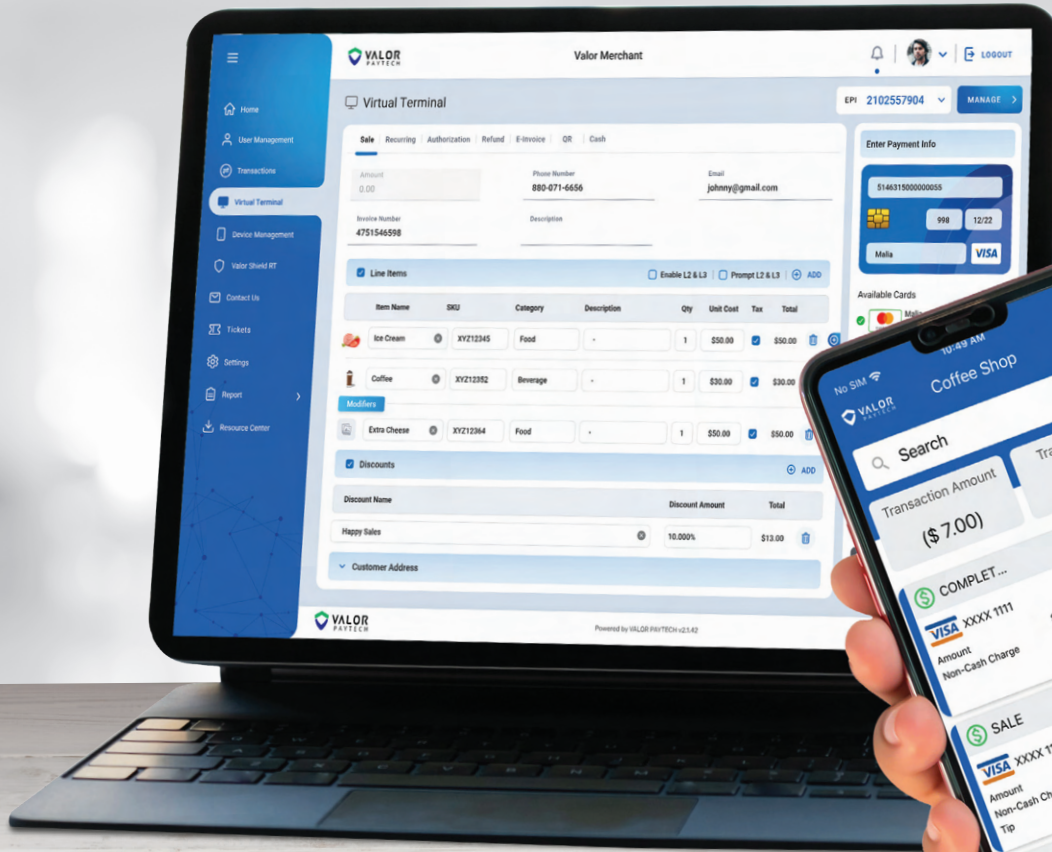 VALOR
PAYTECH
Valor Merchant
LOGOUT
Home
User Management
Transactions
Virtual Terminal
Device Management
Valor Shield RT
Contact Us
Tickets
Settings
Report
Resource Center
Virtual Terminal
EPI 2102557904
MANAGE
Sale Recurring Authorization Refund E-Invoice QR Cash
Amount Phone Number Email
0.00 880-071-6656 johnny@gmail.com
Invoice Number Description
4751546598
Line Items Enable L2 & L3 Prompt L2 & L3 ADD
Item Name SKU Category Description Qty Unit Cost Tax Total
Ice Cream XYZ12345 Food - 1 $50.00 $50.00
Coffee XYZ12352 Beverage - 1 $30.00 $30.00
Modifiers
Extra Cheese XYZ12364 Food - 1 $50.00 $50.00
Discounts ADD
Discount Name Discount Amount Total
Happy Sales 10.000% $13.00
Customer Address
VALOR
PAYTECH
Powered by VALOR PAYTECH v2.1.42
Enter Payment Info
5146315000000055
998 12/22
Malia VISA
Available Cards
No SIM 10:49 AM
VALOR
PAYTECH
Coffee Shop
Search
Transaction Amount
($ 7.00)
COMPLET...
VISA XXXX 1111
Amount
Non-Cash Charge
SALE
VISA XXXX 11
Amount
Non-Cash Ch
Tip